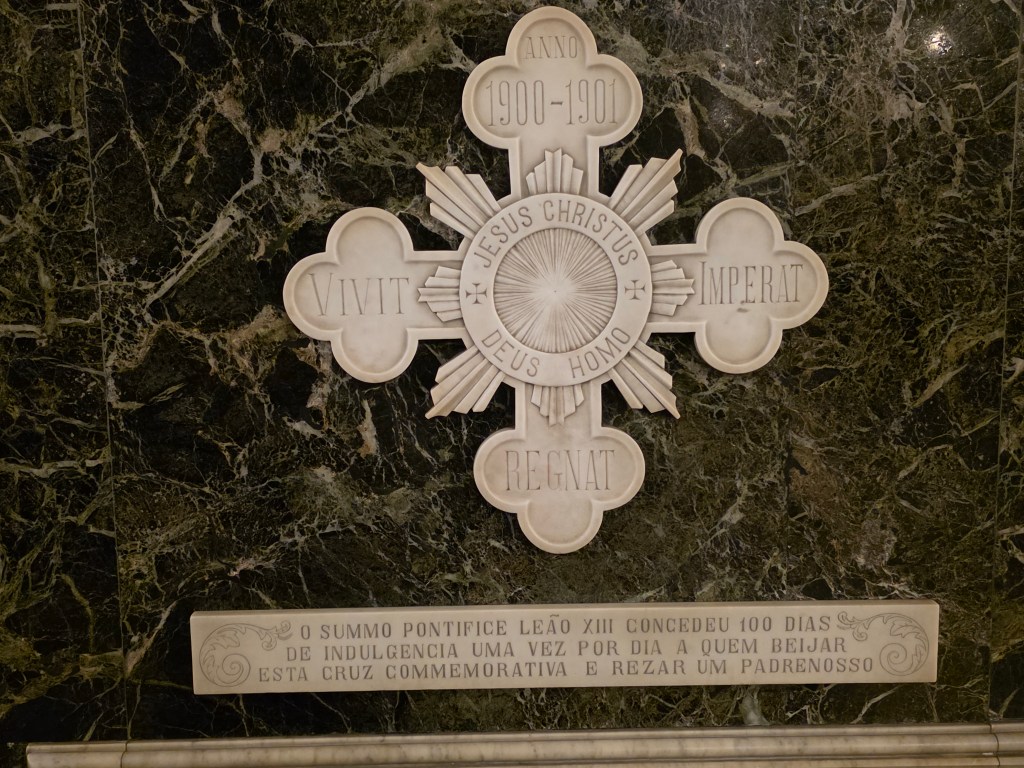 ANNO
1900-1901
JESUS CHRISTUS
VIVIT
IMPERAT
DEUS HOMO
REGNAT
O SUMMO PONTIFICE LEÃO XIII CONCEDEU 100 DIAS
DE INDULGENCIA UMA VEZ POR DIA A QUEM BEIJAR
ESTA CRUZ COMMEMORATIVA E REZAR UM PADRENOSSO